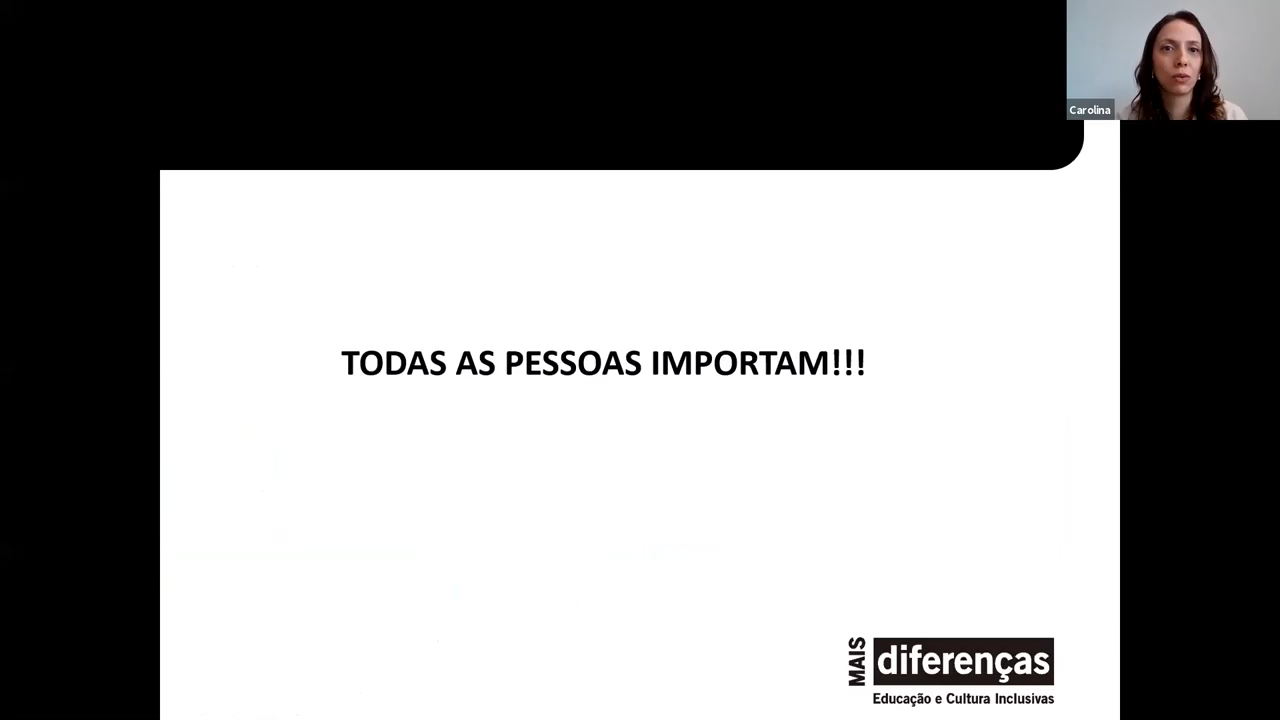 Carolina
TODAS AS PESSOAS IMPORTAM!!!
MAIS
diferenças
Educação e Cultura Inclusivas